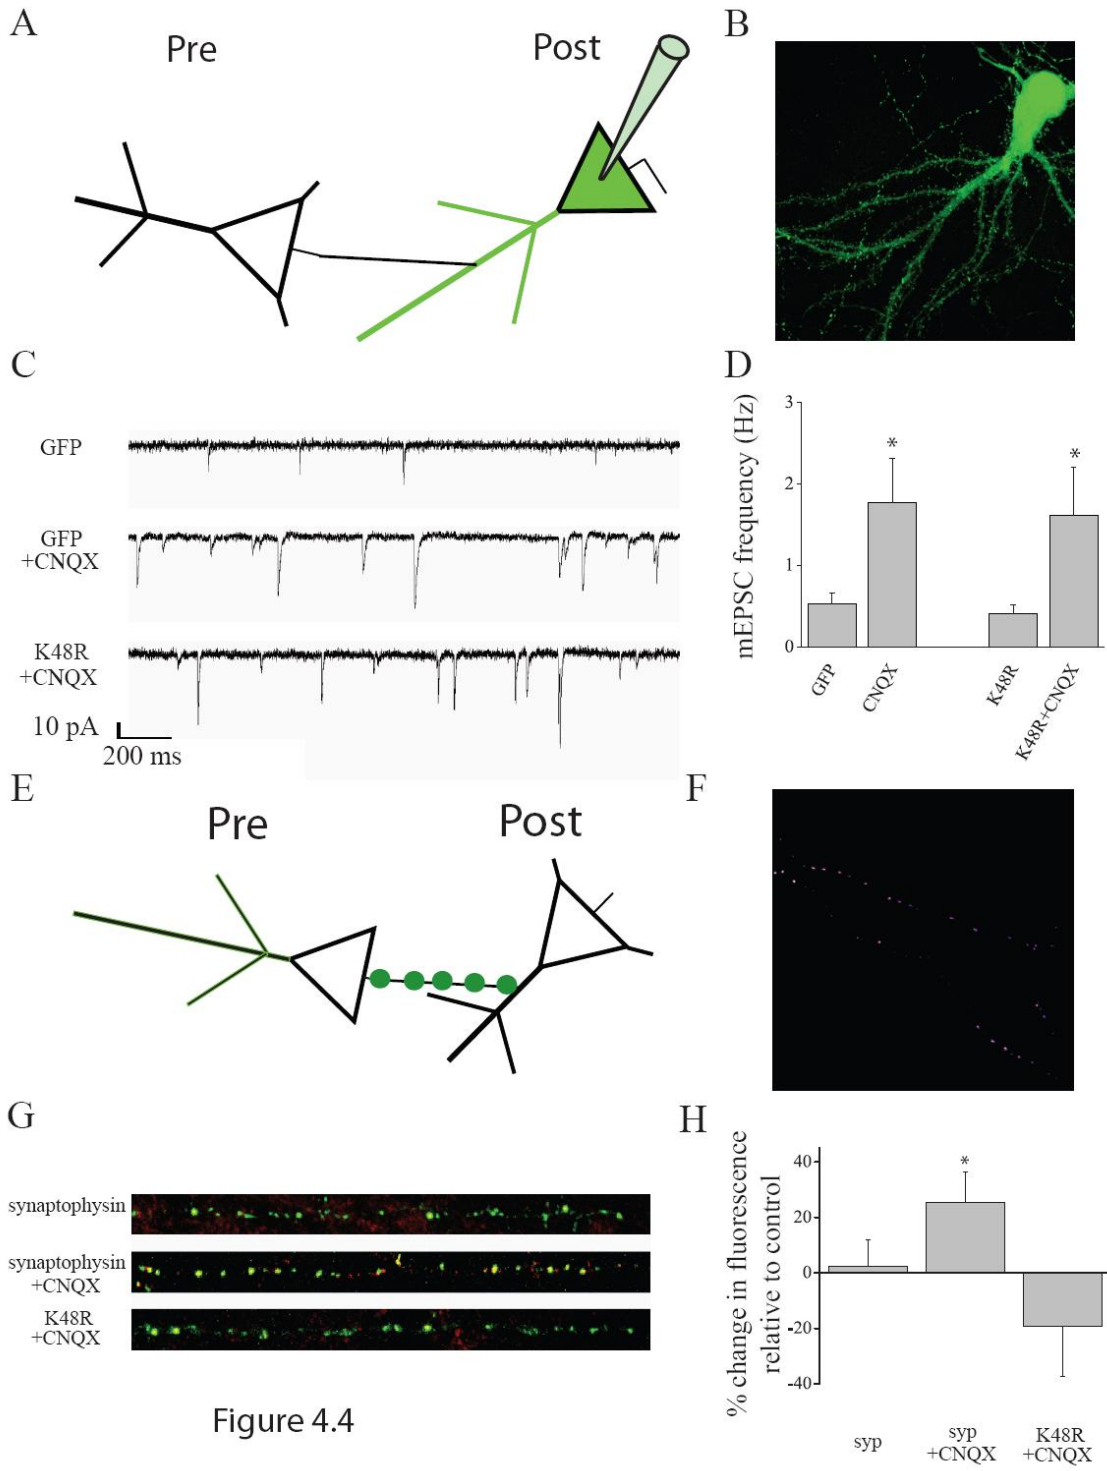 A
Pre
Post
B
C
GFP
GFP
+CNQX
K48R
+CNQX
10 pA
200 ms
D
mEPSC frequency (Hz)
3
2
1
0
*
*
GFP
CNQX
K48R
K48R+CNQX
E
Pre
Post
F
G
synaptophysin
synaptophysin
+CNQX
K48R
+CNQX
H
% change in fluorescence
relative to control
40
20
0
-20
-40
*
syp
syp
+CNQX
K48R
+CNQX
Figure 4.4